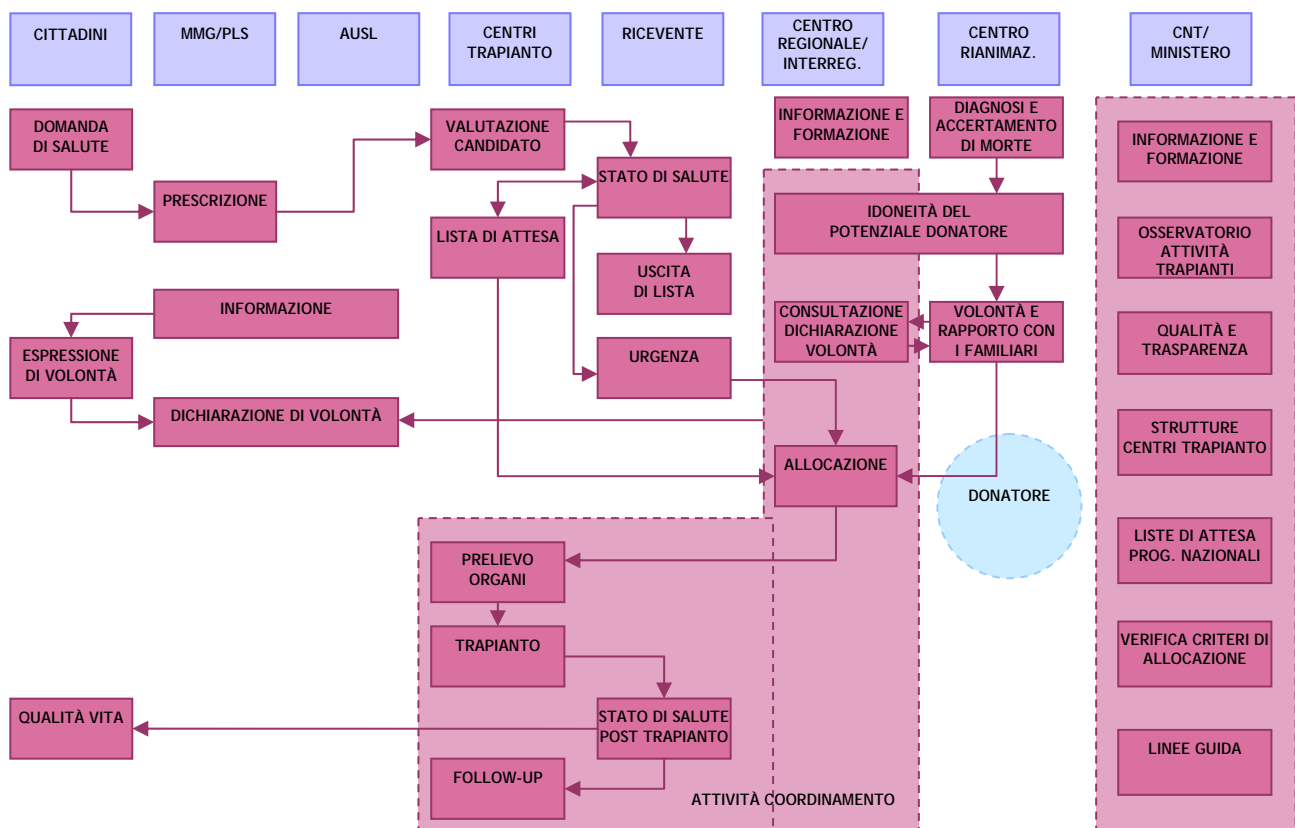 CITTADINI
MMG/PLS
AUSL
CENTRI
TRAPIANTO
RICEVENTE
CENTRO
REGIONALE/
INTERREG.
CENTRO
RIANIMAZ.
CNT/
MINISTERO
DOMANDA
DI SALUTE
PRESCRIZIONE
VALUTAZIONE
CANDIDATO
STATO DI SALUTE
LISTA DI ATTESA
USCITA
DI LISTA
INFORMAZIONE E
FORMAZIONE
DIAGNOSI E
ACCERTAMENTO
DI MORTE
IDONEITÀ DEL
POTENZIALE DONATORE
INFORMAZIONE
ESPRESSIONE
DI VOLONTÀ
DICHIARAZIONE DI VOLONTÀ
URGENZA
CONSULTAZIONE
DICHIARAZIONE
VOLONTÀ
VOLONTÀ E
RAPPORTO CON
I FAMILIARI
ALLOCAZIONE
DONATORE
PRELIEVO
ORGANI
TRAPIANTO
STATO DI SALUTE
POST TRAPIANTO
QUALITÀ VITA
FOLLOW-UP
ATTIVITÀ COORDINAMENTO
INFORMAZIONE E
FORMAZIONE
OSSERVATORIO
ATTIVITÀ
TRAPIANTI
QUALITÀ E
TRASPARENZA
STRUTTURE
CENTRI TRAPIANTO
LISTE DI ATTESA
PROG. NAZIONALI
VERIFICA CRITERI DI
ALLOCAZIONE
LINEE GUIDA